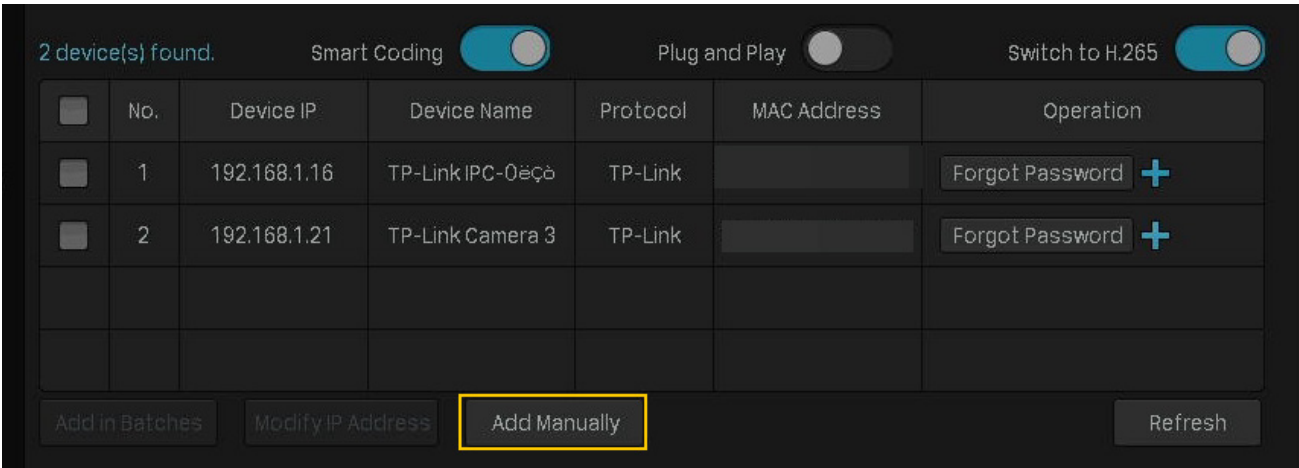 2 device(s) found. Smart Coding Plug and Play Switch to H.265
No. Device IP Device Name Protocol MAC Address Operation
1 192.168.1.16 TP-Link IPC-ÛëÇò TP-Link Forgot Password
2 192.168.1.21 TP-Link Camera 3 TP-Link Forgot Password
Add in Batches Modify IP Address Add Manually Refresh